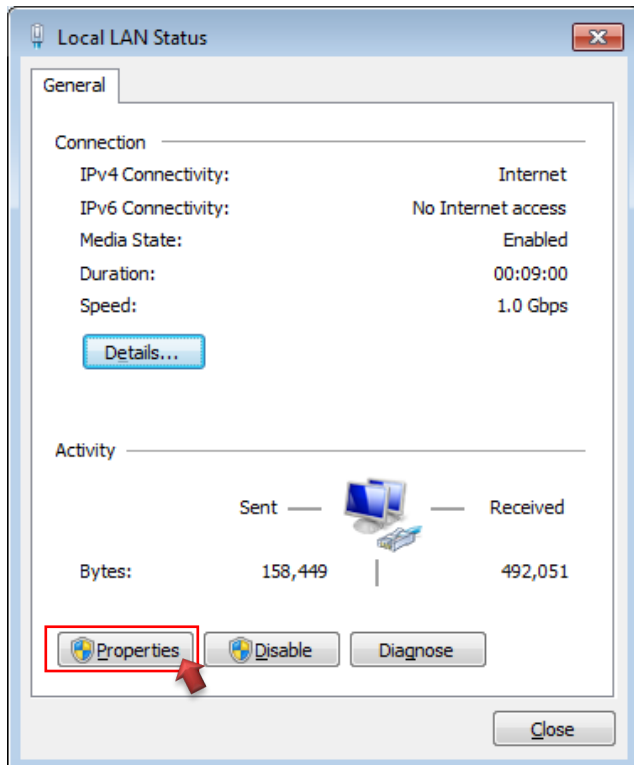 Local LAN Status
General
Connection
IPv4 Connectivity: Internet
IPv6 Connectivity: No Internet access
Media State: Enabled
Duration: 00:09:00
Speed: 1.0 Gbps
Details...
Activity
Sent Received
Bytes: 158,449 492,051
Properties Disable Diagnose
Close